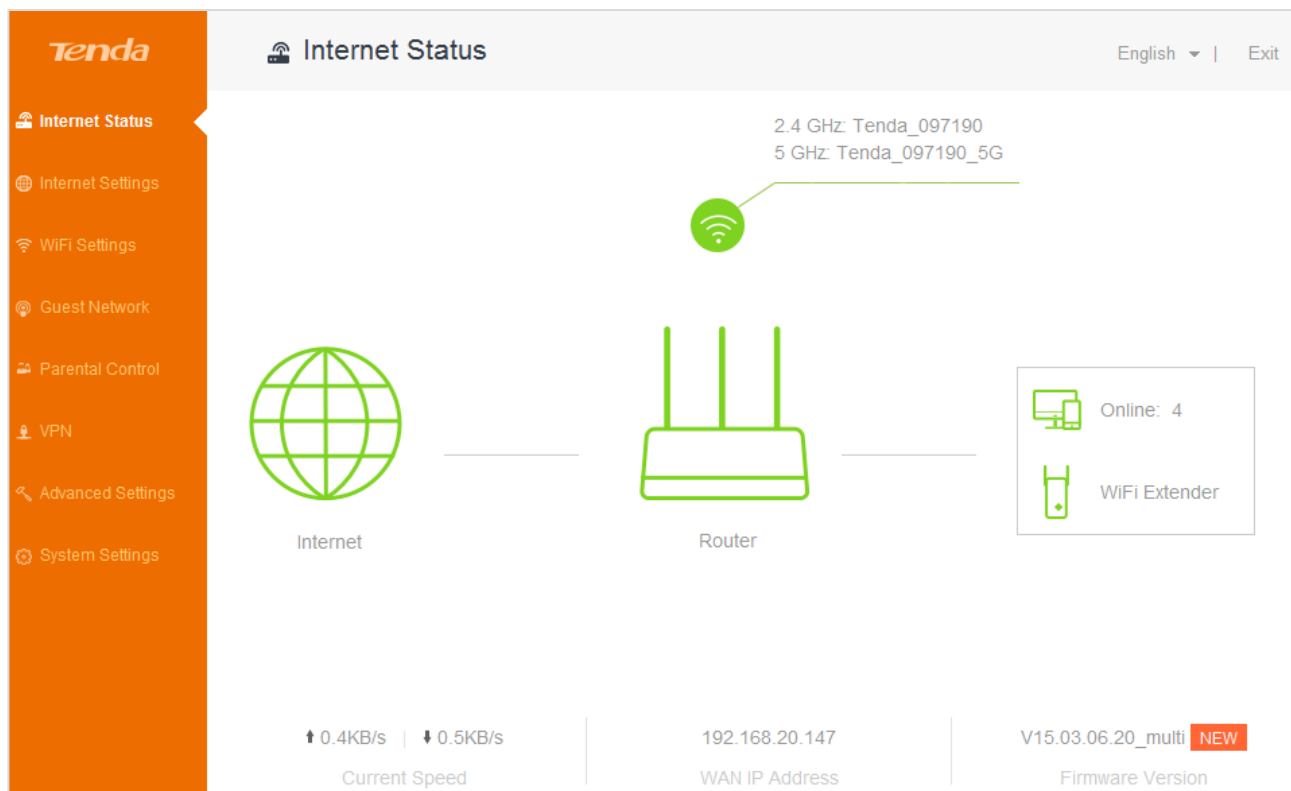 Tenda
Internet Status
English | Exit
Internet Status
Internet Settings
WiFi Settings
Guest Network
Parental Control
VPN
Advanced Settings
System Settings
2.4 GHz: Tenda_097190
5 GHz: Tenda_097190_5G
Internet
Router
Online: 4
WiFi Extender
0.4KB/s | 0.5KB/s
Current Speed
192.168.20.147
WAN IP Address
V15.03.06.20_multi NEW
Firmware Version